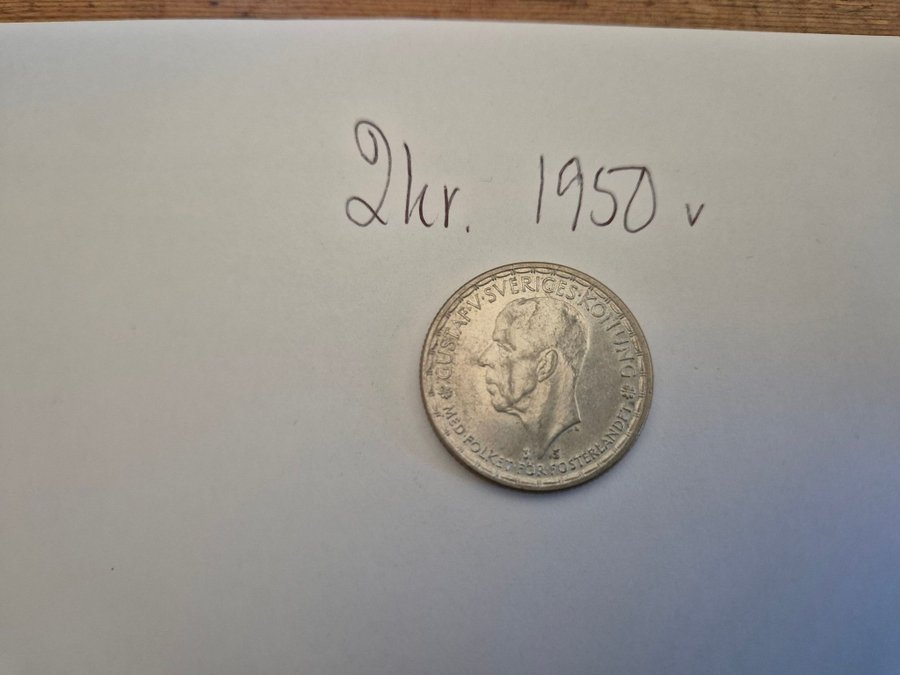 2kr. 1950 v
GUSTAF·V·SVERIGES·KONUNG
MED·FOLKET·FÖR·FOSTERLANDET